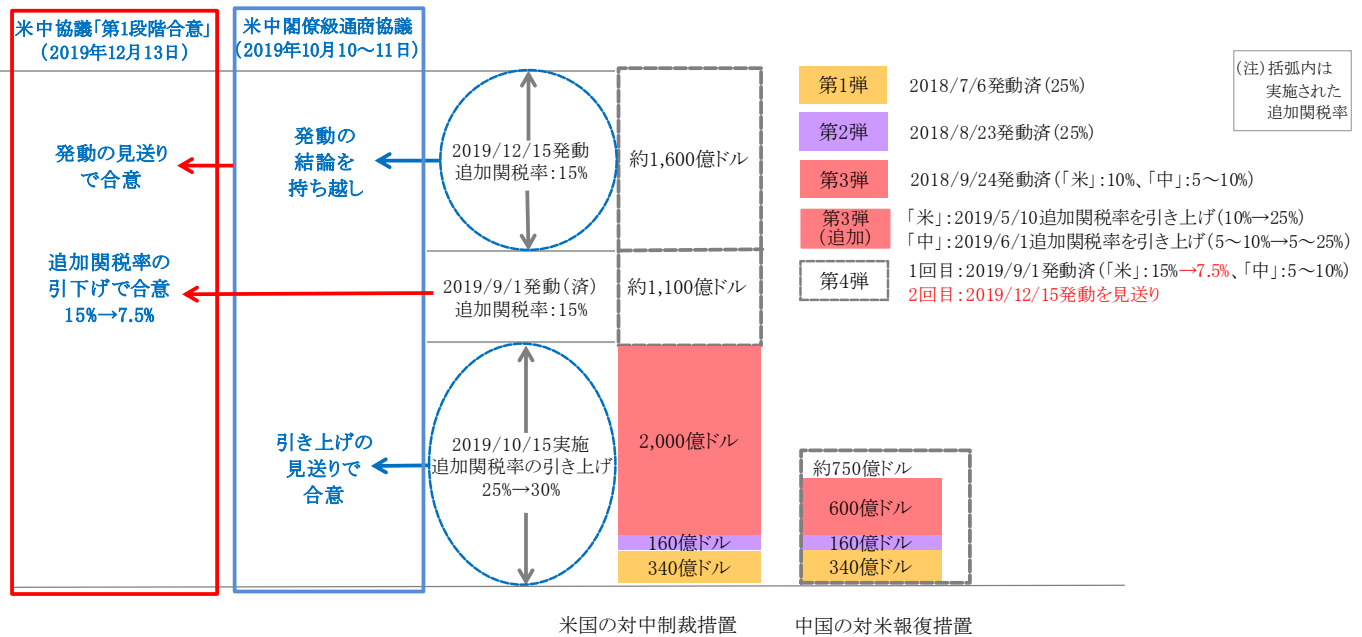 米中協議「第1段階合意」
(2019年12月13日)
発動の見送り
で合意
追加関税率の
引下げで合意
15%→7.5%
米中閣僚級通商協議
(2019年10月10～11日)
発動の
結論を
持ち越し
引き上げの
見送りで
合意
2019/12/15発動
追加関税率:15%
2019/9/1発動(済)
追加関税率:15%
2019/10/15実施
追加関税率の引き上げ
25%→30%
約1,600億ドル
約1,100億ドル
2,000億ドル
160億ドル
340億ドル
米国の対中制裁措置
約750億ドル
600億ドル
160億ドル
340億ドル
中国の対米報復措置
第1弾 2018/7/6発動済(25%)
第2弾 2018/8/23発動済(25%)
第3弾 2018/9/24発動済(「米」:10%、「中」:5～10%)
第3弾
(追加)
「米」:2019/5/10追加関税率を引き上げ(10%→25%)
「中」:2019/6/1追加関税率を引き上げ(5～10%→5～25%)
第4弾
1回目:2019/9/1発動済(「米」:15%→7.5%、「中」:5～10%)
2回目:2019/12/15発動を見送り
(注)括弧内は
実施された
追加関税率